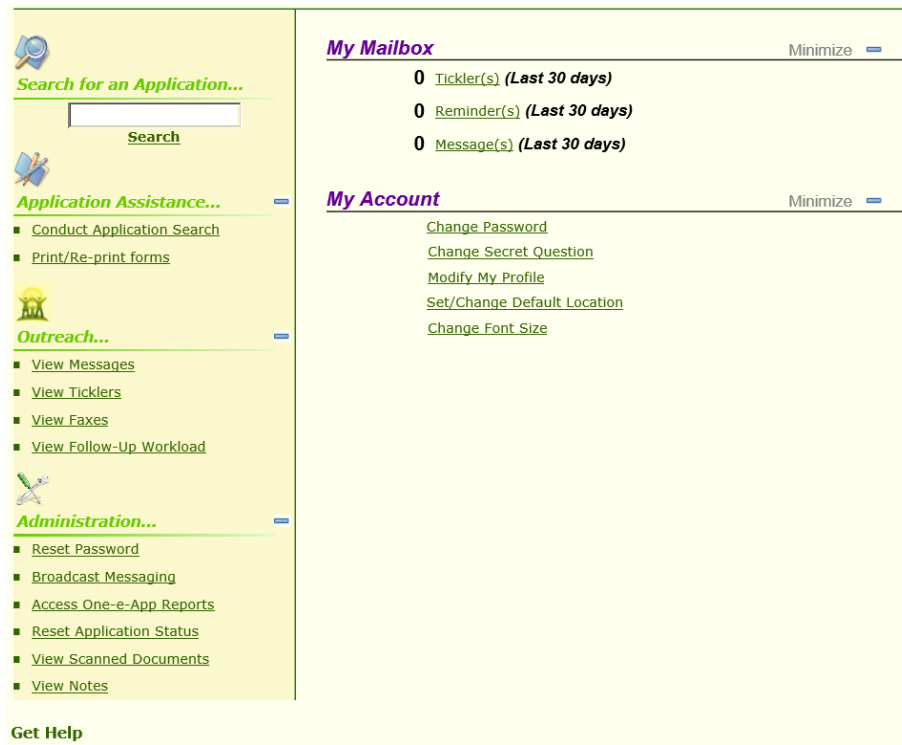 Search for an Application...
Search
Application Assistance...
Conduct Application Search
Print/Re-print forms
Outreach...
View Messages
View Ticklers
View Faxes
View Follow-Up Workload
Administration...
Reset Password
Broadcast Messaging
Access One-e-App Reports
Reset Application Status
View Scanned Documents
View Notes
My Mailbox Minimize
0 Tickler(s) (Last 30 days)
0 Reminder(s) (Last 30 days)
0 Message(s) (Last 30 days)
My Account Minimize
Change Password
Change Secret Question
Modify My Profile
Set/Change Default Location
Change Font Size
Get Help